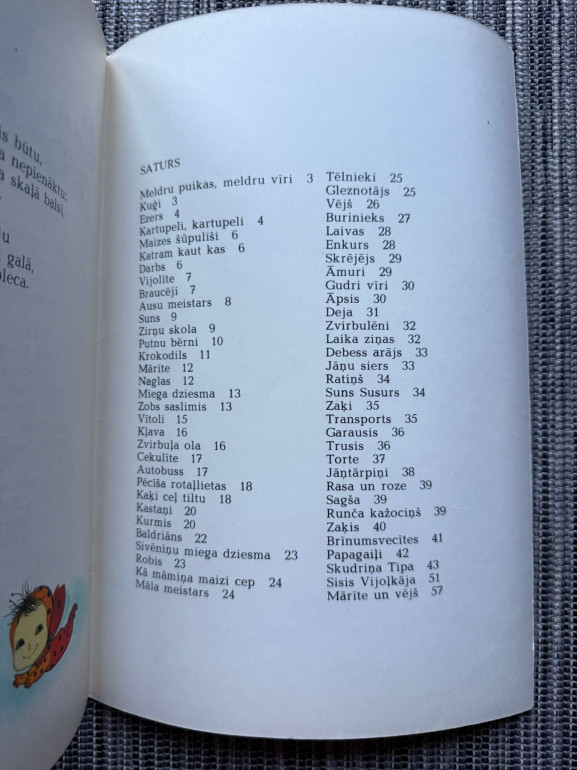 s būtu,
nepienāktu;
skaļā balsī,
u
galā,
pleca.
SATURS
Meldru puikas, meldru vīri 3
Kuģi 3
Ezers 4
Kartupeli, kartupeli 4
Maizes šūpulīši 6
Katram kaut kas 6
Darbs 6
Vijolīte 7
Braucēji 7
Ausu meistars 8
Suns 9
Zirņu skola 9
Putnu bērni 10
Krokodils 11
Mārīte 12
Naglas 12
Miega dziesma 13
Zobs saslimis 13
Vītoli 15
Kļava 16
Zvirbuļa ola 16
Cekulīte 17
Autobuss 17
Pēcīša rotaļlietas 18
Kaķi ceļ tiltu 18
Kastaņi 20
Kurmis 20
Baldriāns 22
Sivēniņu miega dziesma 23
Robis 23
Kā māmiņa maizi cep 24
Māla meistars 24
Tēlnieki 25
Gleznotājs 25
Vējš 26
Burinieks 27
Laivas 28
Enkurs 28
Skrējējs 29
Āmuri 29
Gudri vīri 30
Āpsis 30
Deja 31
Zvirbulēni 32
Laika ziņas 32
Debess arājs 33
Jāņu siers 33
Ratiņš 34
Suns Susurs 34
Zaķi 35
Transports 35
Garausis 36
Trusis 36
Torte 37
Jāņtārpiņi 38
Rasa un roze 39
Sagša 39
Runča kažociņš 39
Zaķis 40
Brīnumsvecītes 41
Papagaiļi 42
Skudriņa Tipa 43
Sisis Vijoļkāja 51
Mārīte un vējš 57